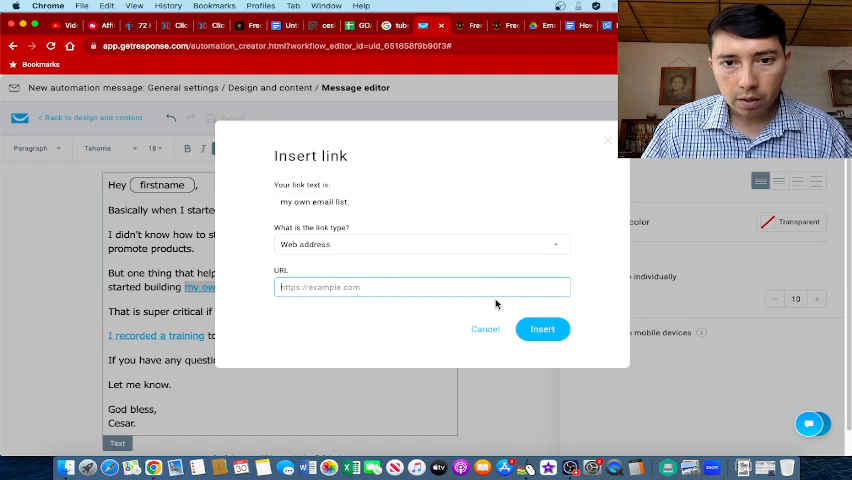 Chrome File Edit View History Bookmarks Profiles Tab Window Help
app.getresponse.com/automation_creator.html?workflow_editor_id=uid_651658f9b90f3#
Bookmarks
New automation message: General settings / Design and content / Message editor
Back to design and content
Saved
Paragraph Tahoma 18 B I
Insert link
Your link text is:
my own email list.
What is the link type?
Web address
URL
https://example.com
Cancel Insert
Hey firstname ,
Basically when I starte
I didn't know how to st
promote products.
But one thing that help
started building my ow
That is super critical if
I recorded a training to
If you have any questi
Let me know.
God bless,
Cesar.
Text
color Transparent
e individually
10
n mobile devices